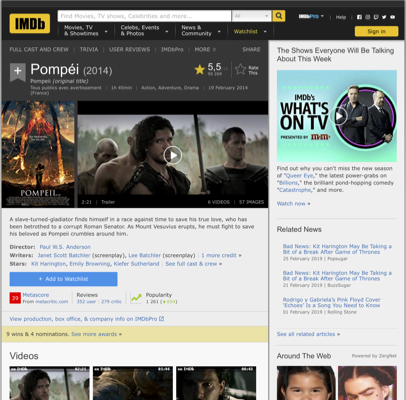 IMDb
Find Movies, TV shows, Celebrities and more...
All
Movies, TV & Showtimes
Celebs, Events & Photos
News & Community
Watchlist
IMDbPro
Help
Sign in
FULL CAST AND CREW | TRIVIA | USER REVIEWS | IMDbPro | MORE
SHARE
Pompéi (2014)
Pompeii (original title)
Tous publics avec avertissement | 1h 40min | Action, Adventure, Drama | 19 February 2014 (France)
5,5
Rate This
POMPEII
2:21 | Trailer
6 VIDEOS | 57 IMAGES
A slave-turned-gladiator finds himself in a race against time to save his true love, who has been betrothed to a corrupt Roman Senator. As Mount Vesuvius erupts, he must fight to save his beloved as Pompeii crumbles around him.
Director: Paul W.S. Anderson
Writers: Janet Scott Batchler (screenplay), Lee Batchler (screenplay) | 1 more credit »
Stars: Kit Harington, Emily Browning, Kiefer Sutherland | See full cast & crew »
+ Add to Watchlist
39
Metascore
From metacritic.com
Reviews
352 user | 279 critic
Popularity
View production, box office, & company info on IMDbPro
9 wins & 4 nominations. See more awards »
Videos
The Shows Everyone Will Be Talking About This Week
IMDb's
WHAT'S ON TV
PRESENTED BY m&m's
Find out why you can't miss the new season of "Queer Eye," the latest power-grabs on "Billions," the brilliant pond-hopping comedy "Catastrophe," and more.
Watch now »
Related News
Bad News: Kit Harington May Be Taking a Bit of a Break After Game of Thrones
25 February 2019 | Popsugar
Bad News: Kit Harington May Be Taking a Bit of a Break After Game of Thrones
21 February 2019 | BuzzSugar
Rodrigo y Gabriela's Pink Floyd Cover 'Echoes' Is a Song You Need to Know
01 February 2019 | Rolling Stone
See all related articles »
Around The Web
Powered by ZergNet